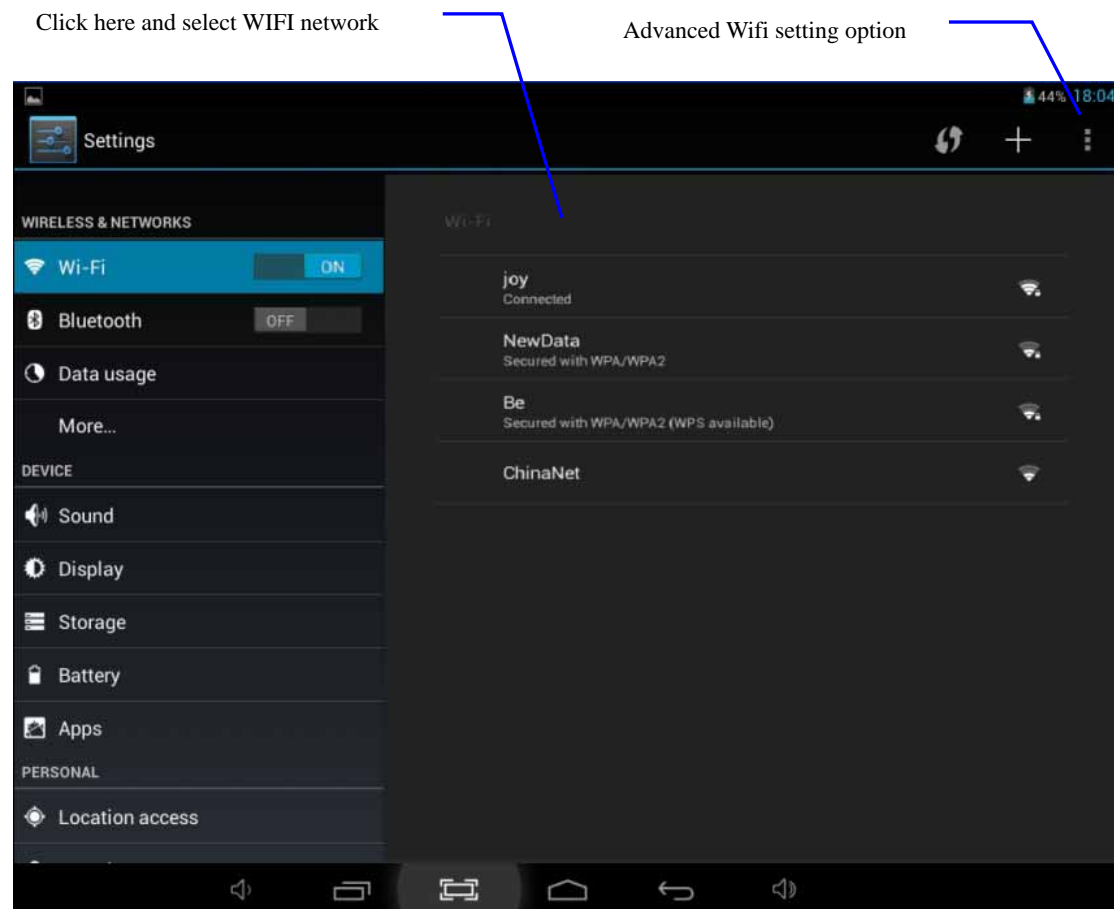 Click here and select WIFI network
Advanced Wifi setting option
44% 18:04
Settings
WIRELESS & NETWORKS
Wi-Fi ON
Bluetooth OFF
Data usage
More...
DEVICE
Sound
Display
Storage
Battery
Apps
PERSONAL
Location access
Wi-Fi
joy
Connected
NewData
Secured with WPA/WPA2
Be
Secured with WPA/WPA2 (WPS available)
ChinaNet